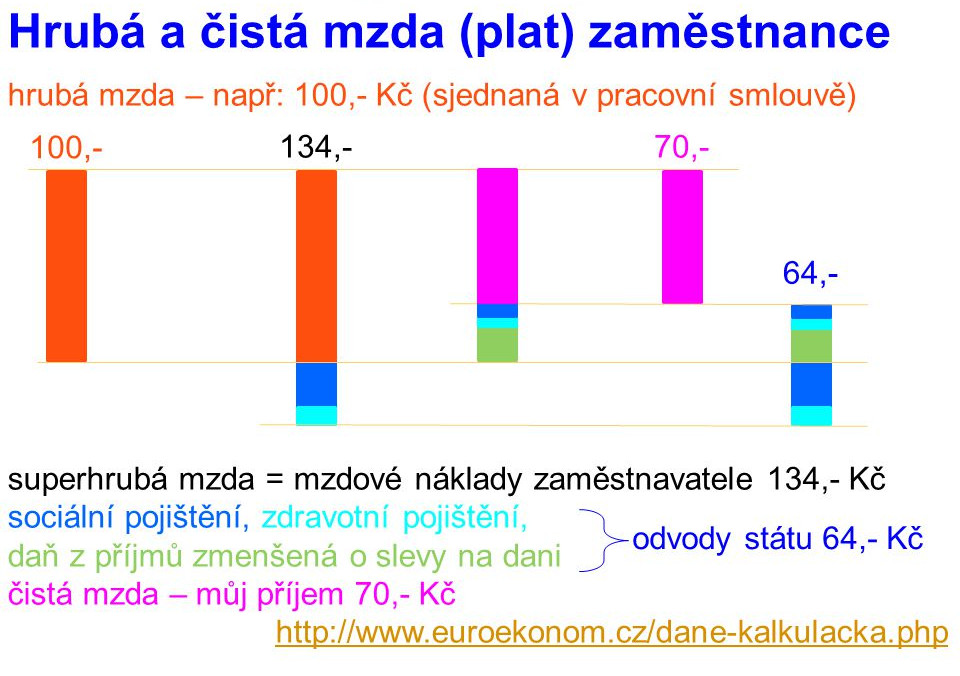 Hrubá a čistá mzda (plat) zaměstnance
hrubá mzda – např: 100,- Kč (sjednaná v pracovní smlouvě)
100,-
134,-
70,-
64,-
superhrubá mzda = mzdové náklady zaměstnavatele 134,- Kč
sociální pojištění, zdravotní pojištění,
daň z příjmů zmenšená o slevy na dani
odvody státu 64,- Kč
čistá mzda – můj příjem 70,- Kč
http://www.euroekonom.cz/dane-kalkulacka.php